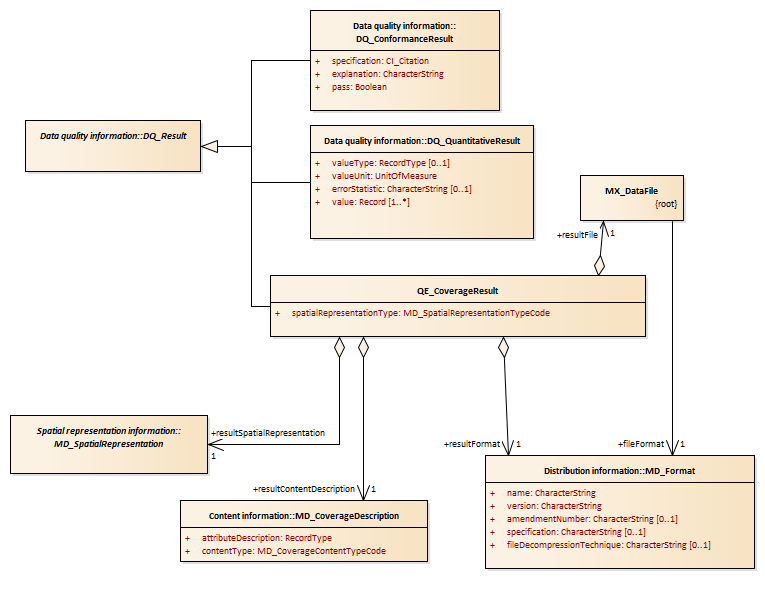 Data quality information::
DQ_ConformanceResult
+ specification: CI_Citation
+ explanation: CharacterString
+ pass: Boolean
Data quality information::DQ_Result
Data quality information::DQ_QuantitativeResult
+ valueType: RecordType [0..1]
+ valueUnit: UnitOfMeasure
+ errorStatistic: CharacterString [0..1]
+ value: Record [1..*]
MX_DataFile
{root}
+resultFile 1
QE_CoverageResult
+ spatialRepresentationType: MD_SpatialRepresentationTypeCode
Spatial representation information::
MD_SpatialRepresentation
+resultSpatialRepresentation
1
+resultFormat 1
+fileFormat 1
+resultContentDescription 1
Distribution information::MD_Format
+ name: CharacterString
+ version: CharacterString
+ amendmentNumber: CharacterString [0..1]
+ specification: CharacterString [0..1]
+ fileDecompressionTechnique: CharacterString [0..1]
Content information::MD_CoverageDescription
+ attributeDescription: RecordType
+ contentType: MD_CoverageContentTypeCode